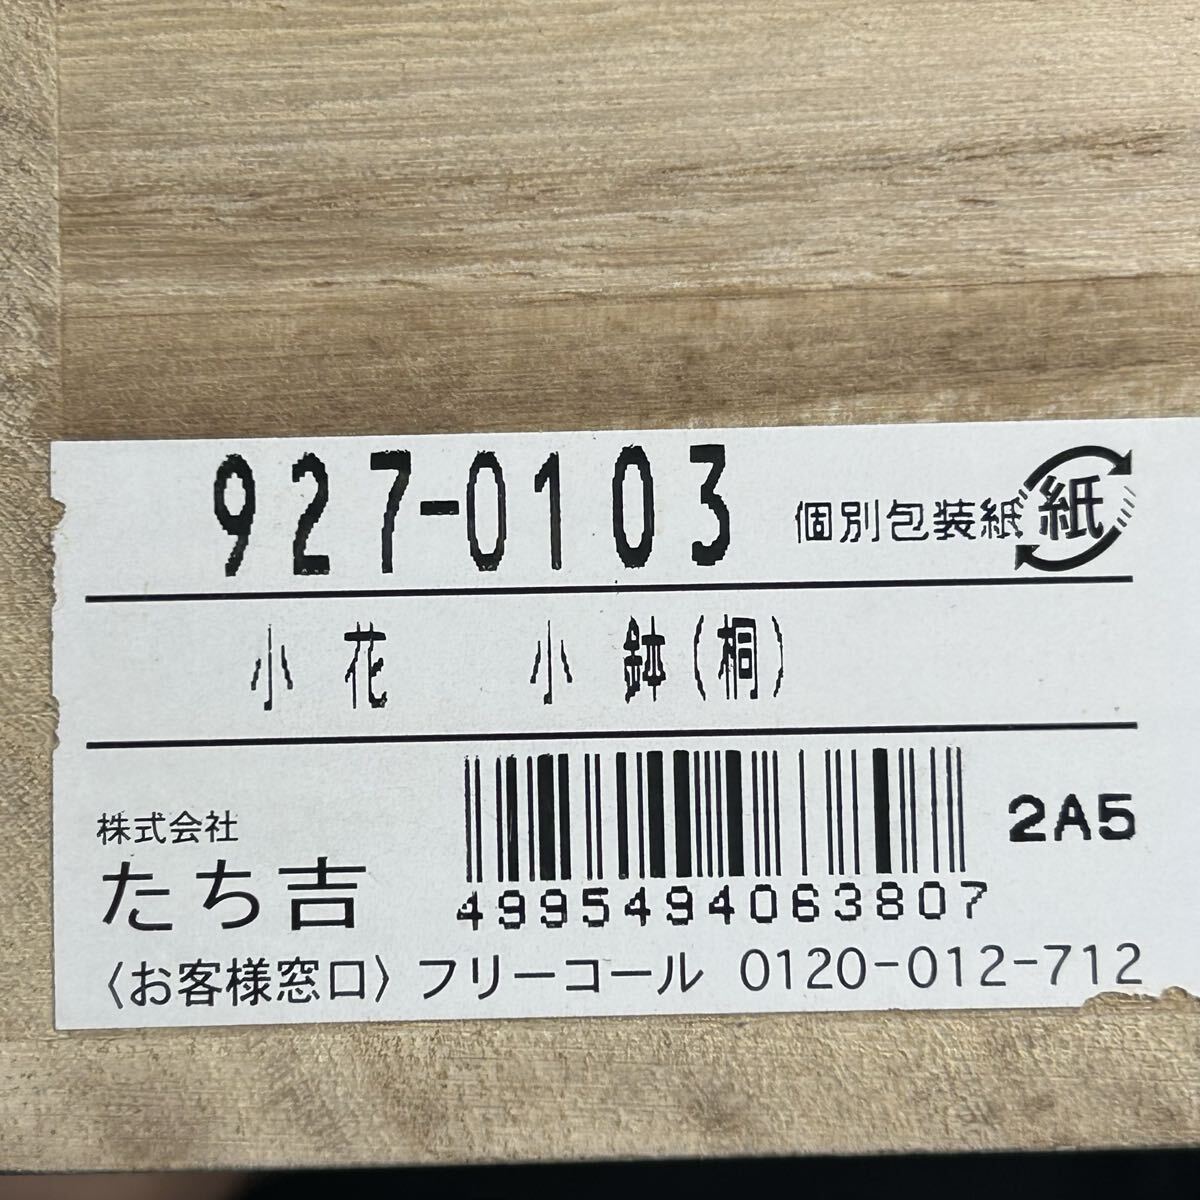 927-0103 個別包装紙 紙
小花 小鉢(桐)
株式会社
たち吉
2A5
4995494063807
〈お客様窓口〉フリーコール 0120-012-712